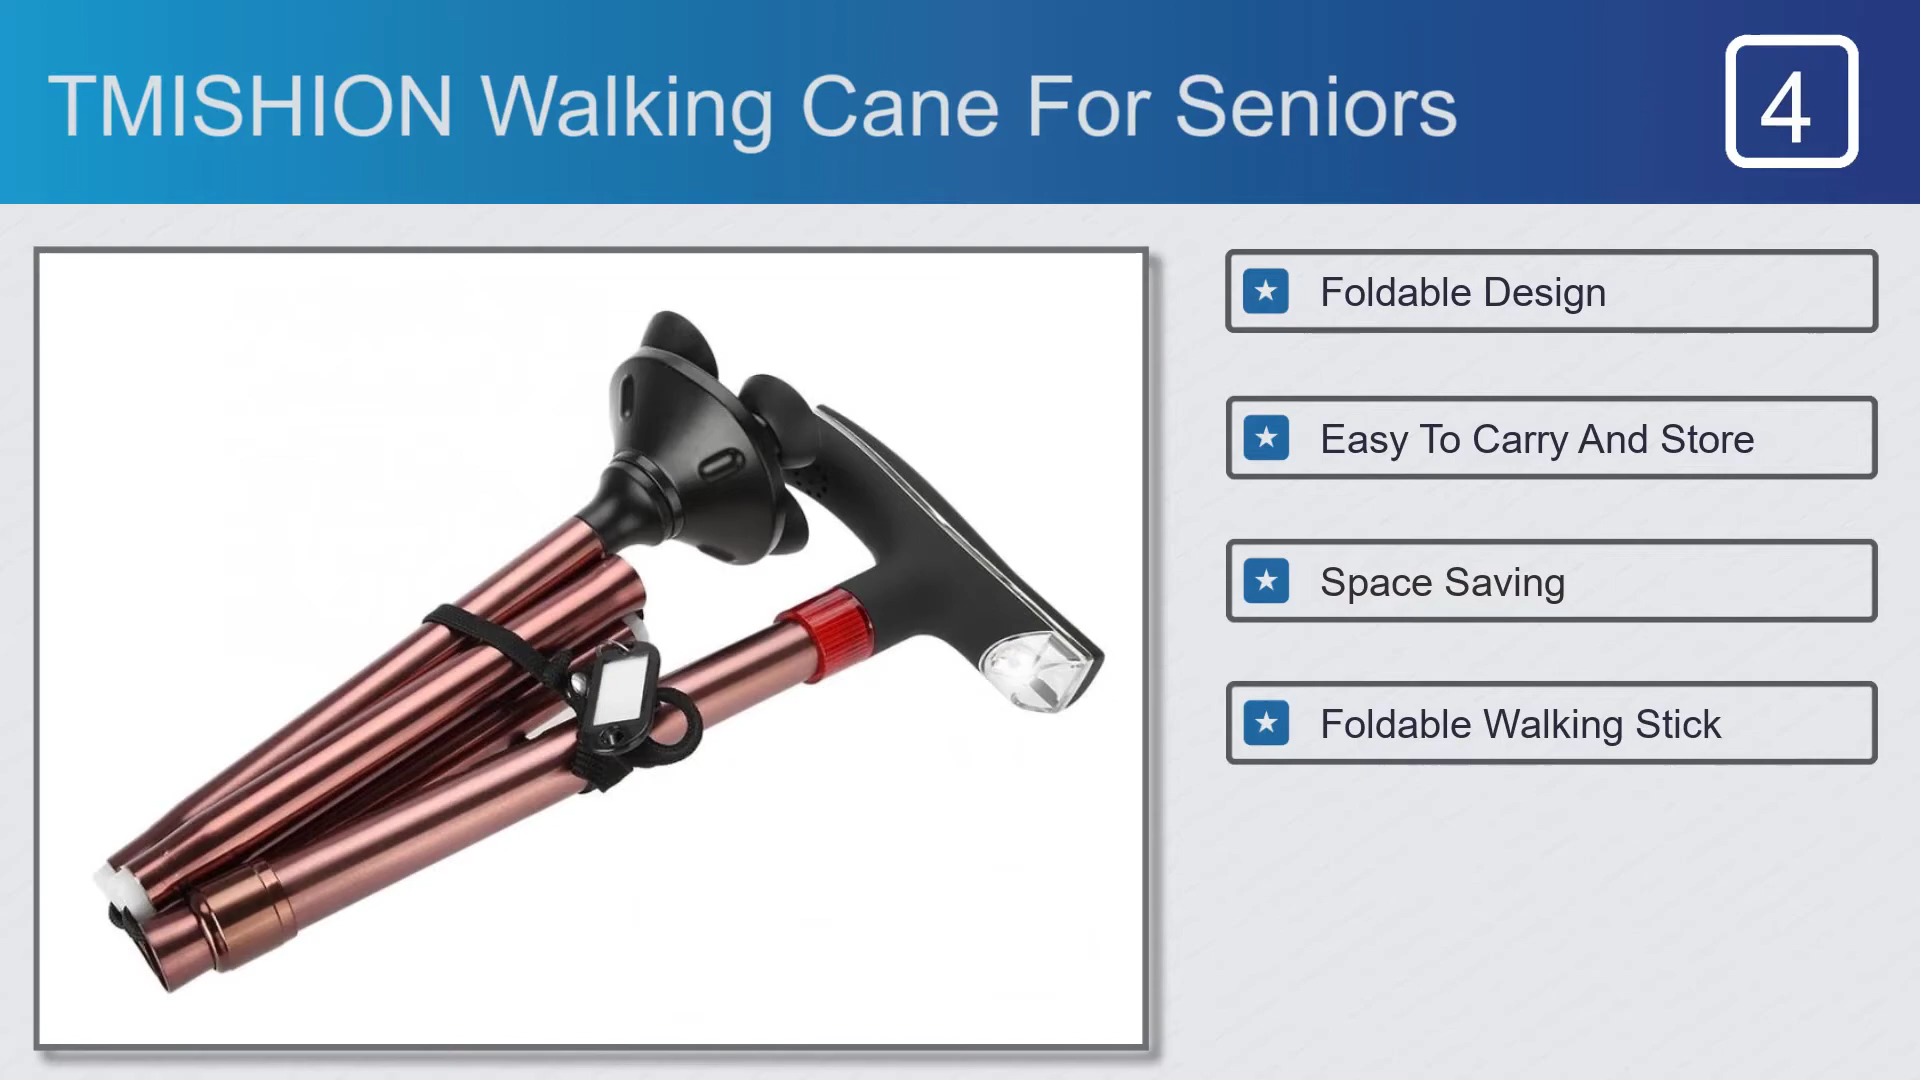 TMISHION Walking Cane For Seniors
4
Foldable Design
Easy To Carry And Store
Space Saving
Foldable Walking Stick